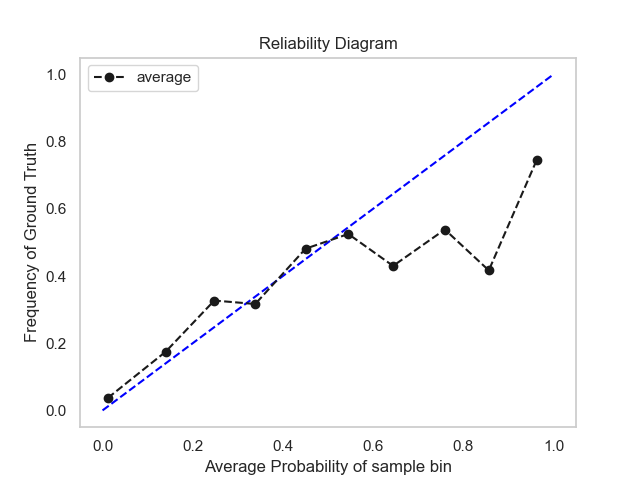 Reliability Diagram
average
Frequency of Ground Truth
1.0
0.8
0.6
0.4
0.2
0.0
0.0 0.2 0.4 0.6 0.8 1.0
Average Probability of sample bin